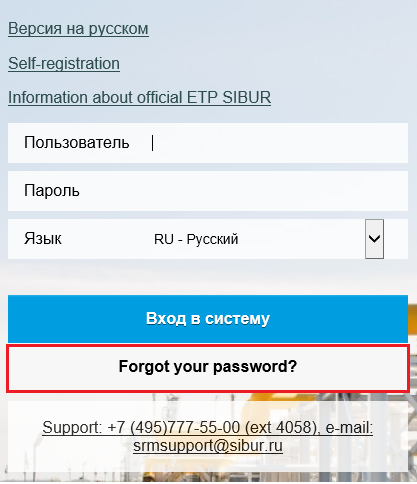 Версия на русском
Self-registration
Information about official ETP SIBUR
Пользователь
Пароль
Язык RU - Русский
Вход в систему
Forgot your password?
Support: +7 (495)777-55-00 (ext 4058), e-mail:
srmsupport@sibur.ru